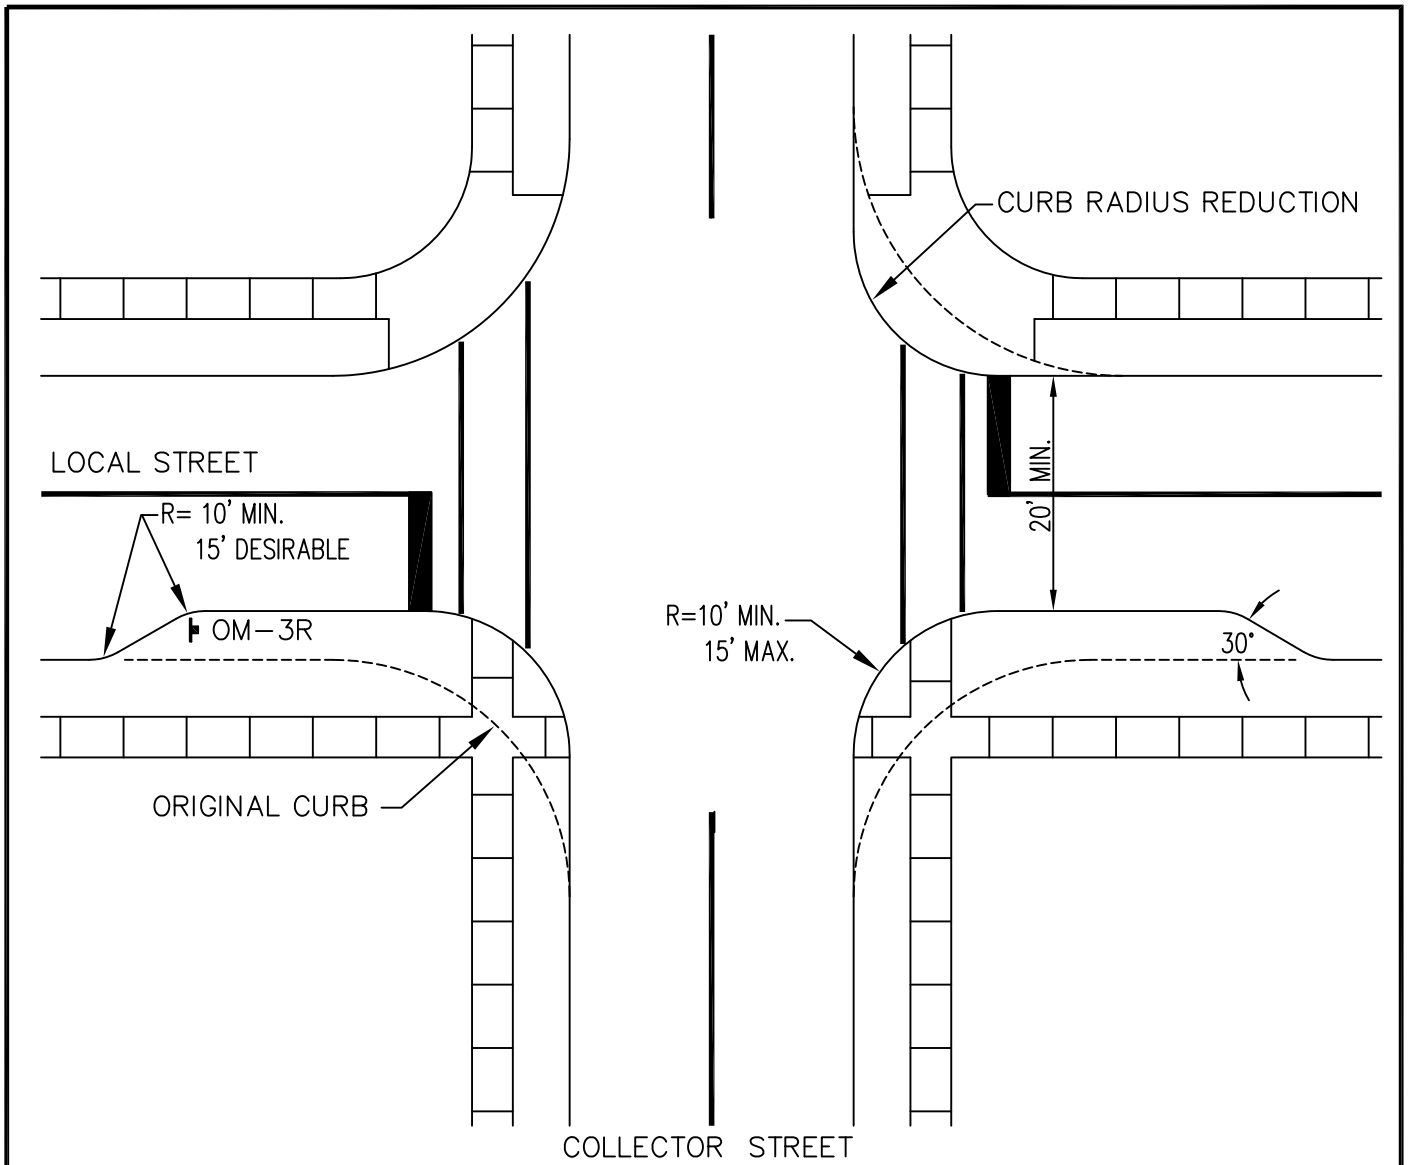 CURB RADIUS REDUCTION
LOCAL STREET
R= 10' MIN.
15' DESIRABLE
20' MIN.
OM-3R
R=10' MIN.
15' MAX.
30°
ORIGINAL CURB
COLLECTOR STREET